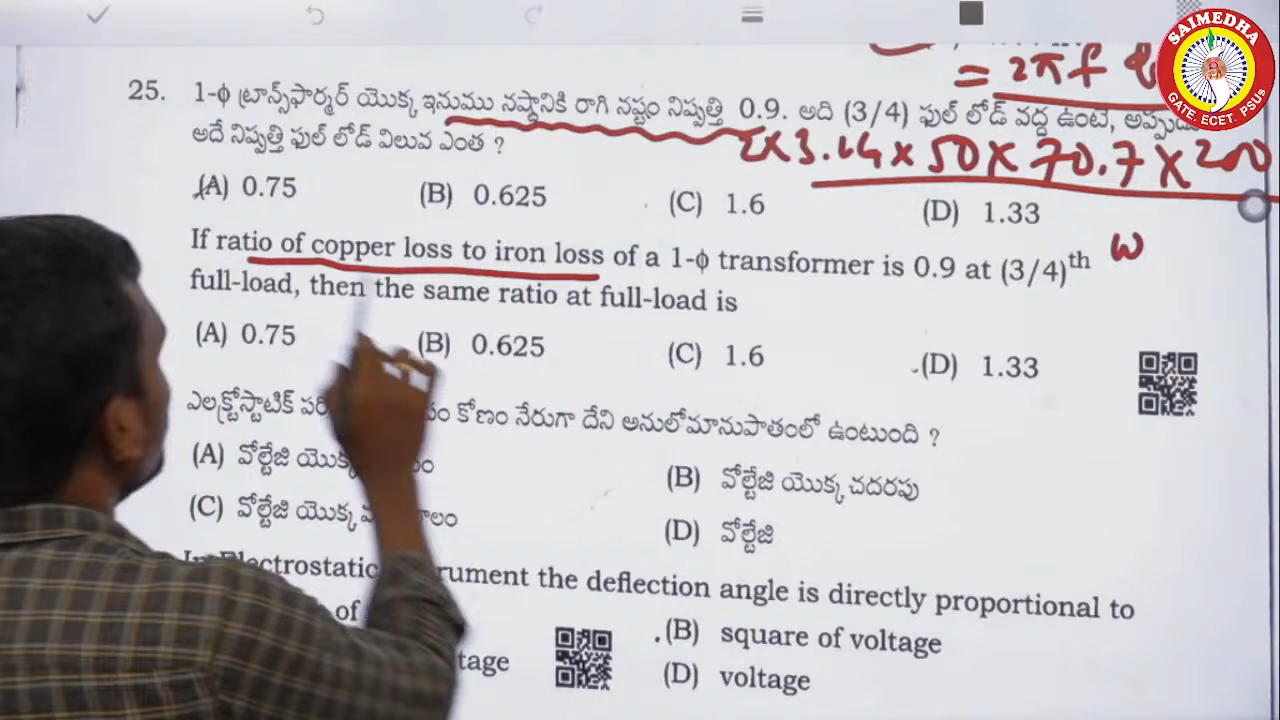 SAIMEDHA
GATE. ECET. PSUs
= 2πf
25. 1-ϕ ట్రాన్స్‌ఫార్మర్ యొక్క ఇనుము నష్టానికి రాగి నష్టం నిష్పత్తి 0.9. అది (3/4) ఫుల్ లోడ్ వద్ద ఉంటే,
2×3.14×50×70.7×200
అదే నిష్పత్తి ఫుల్ లోడ్ విలువ ఎంత ?
(A) 0.75 (B) 0.625 (C) 1.6 (D) 1.33
If ratio of copper loss to iron loss of a 1-ϕ transformer is 0.9 at (3/4)th
full-load, then the same ratio at full-load is
(A) 0.75 (B) 0.625 (C) 1.6 (D) 1.33
ఎలక్ట్రోస్టాటిక్ కోణం నేరుగా దేని అనులోమానుపాతంలో ఉంటుంది ?
(A) వోల్టేజి (B) వోల్టేజి యొక్క చదరపు
(C) వోల్టేజి యొక్క (D) వోల్టేజి
In Electrostatic the deflection angle is directly proportional to
of (B) square of voltage
(D) voltage